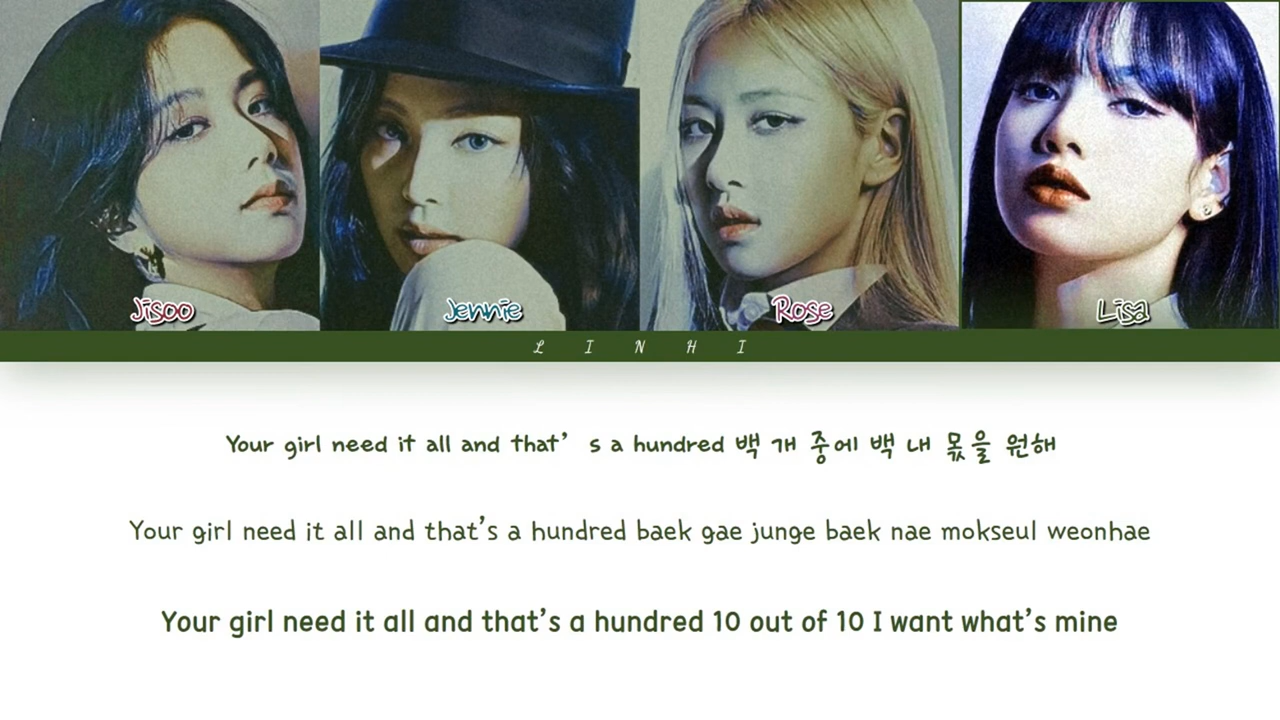 Jisoo
Jennie
Rose
Lisa
L I N H I
Your girl need it all and that’s a hundred 백 개 중에 백 내 몫을 원해
Your girl need it all and that’s a hundred baek gae junge baek nae mokseul weonhae
Your girl need it all and that’s a hundred 10 out of 10 I want what’s mine